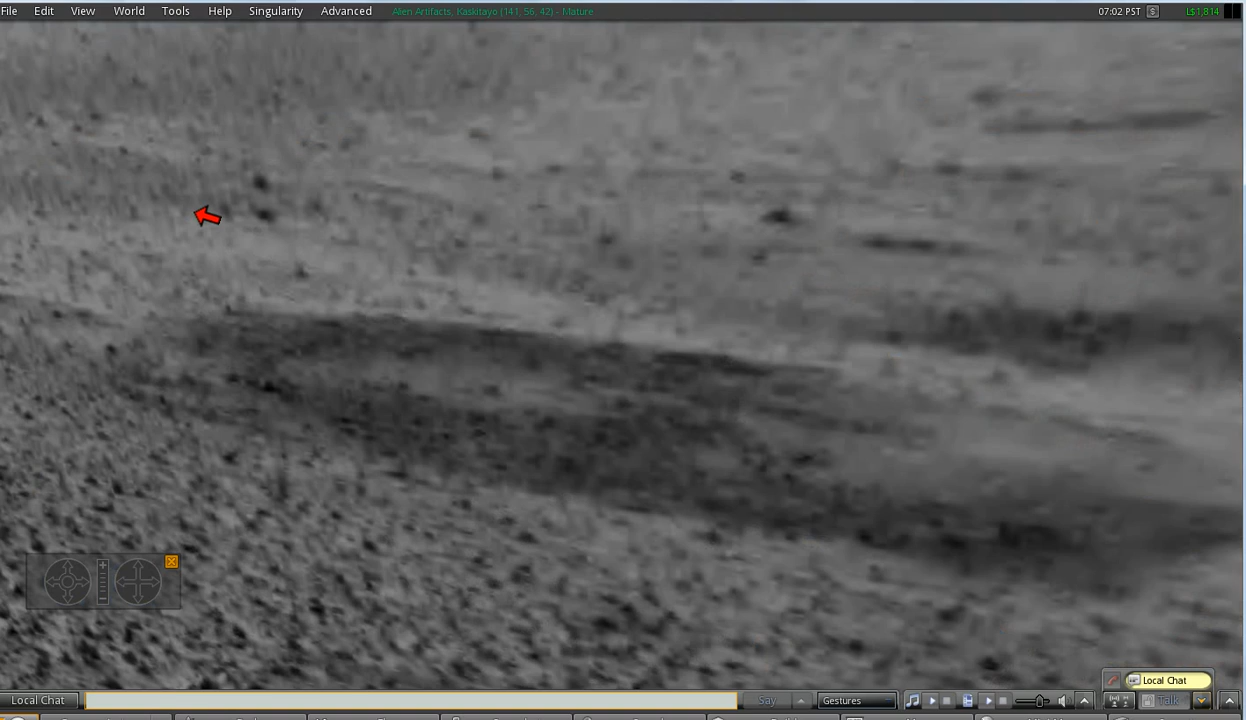 File Edit View World Tools Help Singularity Advanced Alien Artifacts, Kaskitayo (141, 56, 42) - Mature 07:02 PST $ L$1,814
Local Chat
Local Chat Say Gestures Talk